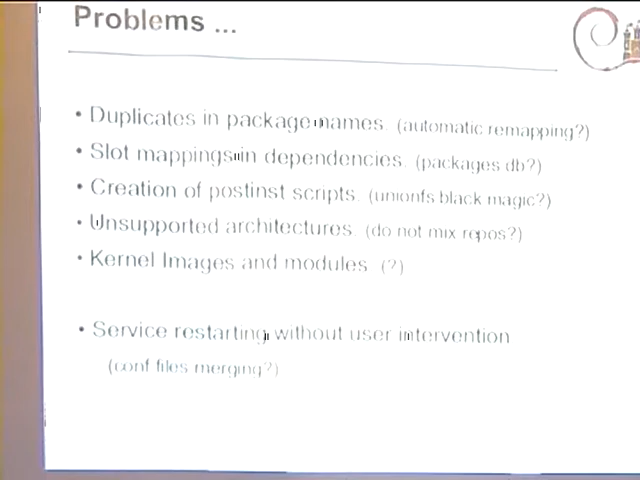 Problems ...
• Duplicates in package names. (automatic remapping?)
• Slot mappings in dependencies. (packages db?)
• Creation of postinst scripts. (unionfs black magic?)
• Unsupported architectures. (do not mix repos?)
• Kernel Images and modules. (?)
• Service restarting without user intervention
(conf files merging?)